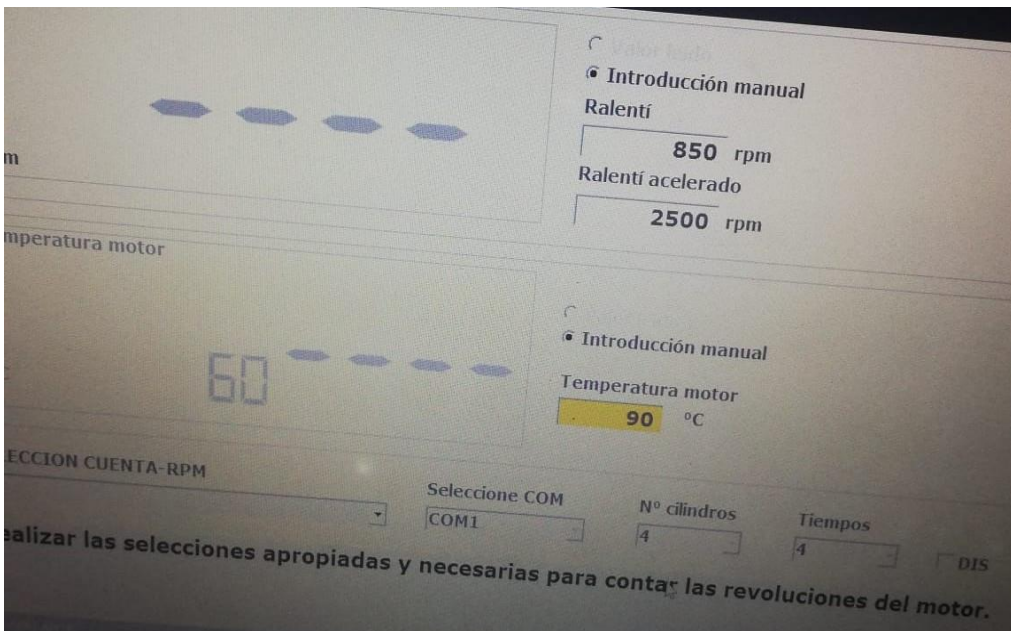 Introducción manual
Ralentí
850 rpm
Ralentí acelerado
2500 rpm
m
mperatura motor
Introducción manual
Temperatura motor
90 ºC
60
ECCION CUENTA-RPM
Seleccione COM
COM1
Nº cilindros
4
Tiempos
4
DIS
ealizar las selecciones apropiadas y necesarias para contar las revoluciones del motor.